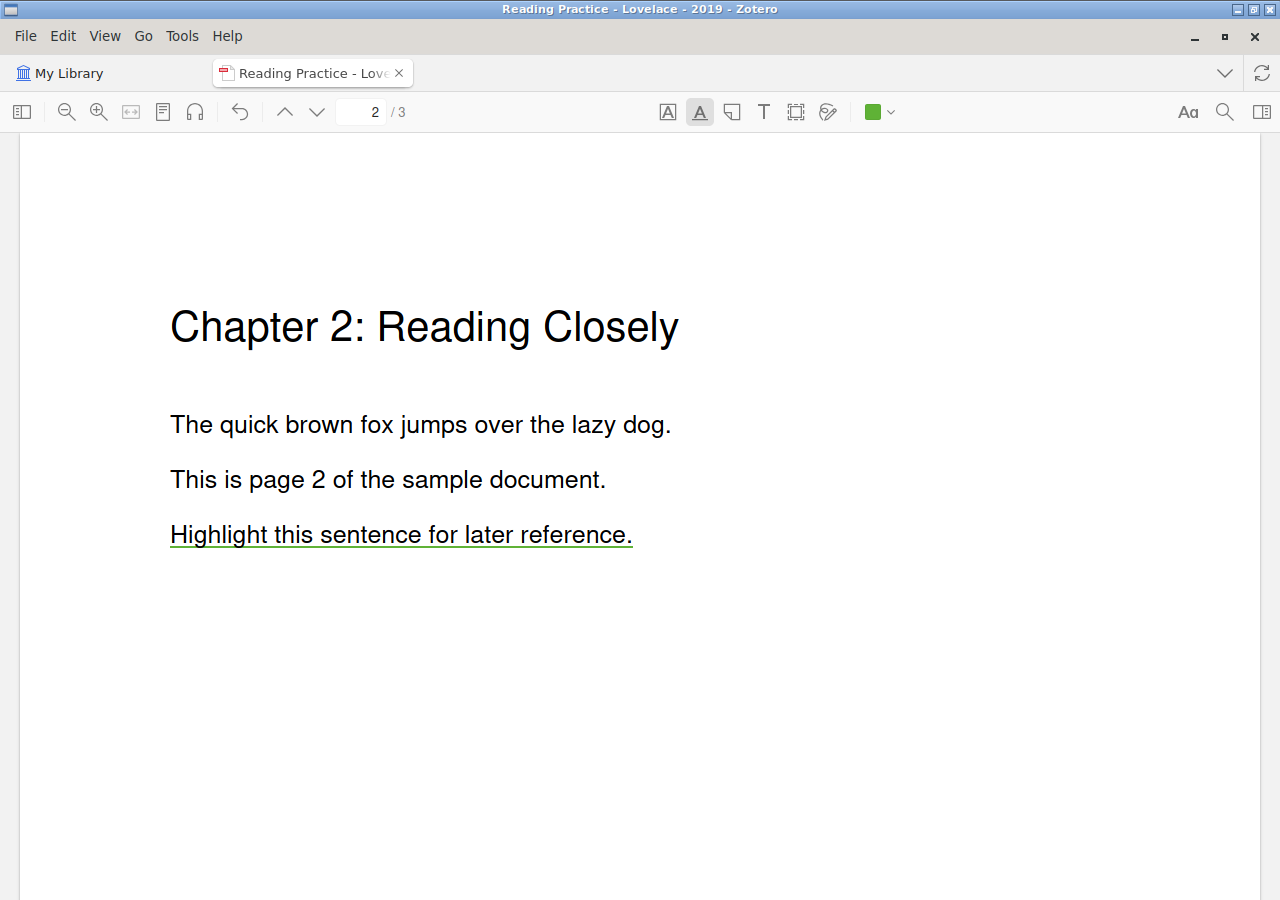 Reading Practice - Lovelace - 2019 - Zotero
File Edit View Go Tools Help
My Library
Reading Practice - Love
2 / 3
Aa
Chapter 2: Reading Closely
The quick brown fox jumps over the lazy dog.
This is page 2 of the sample document.
Highlight this sentence for later reference.